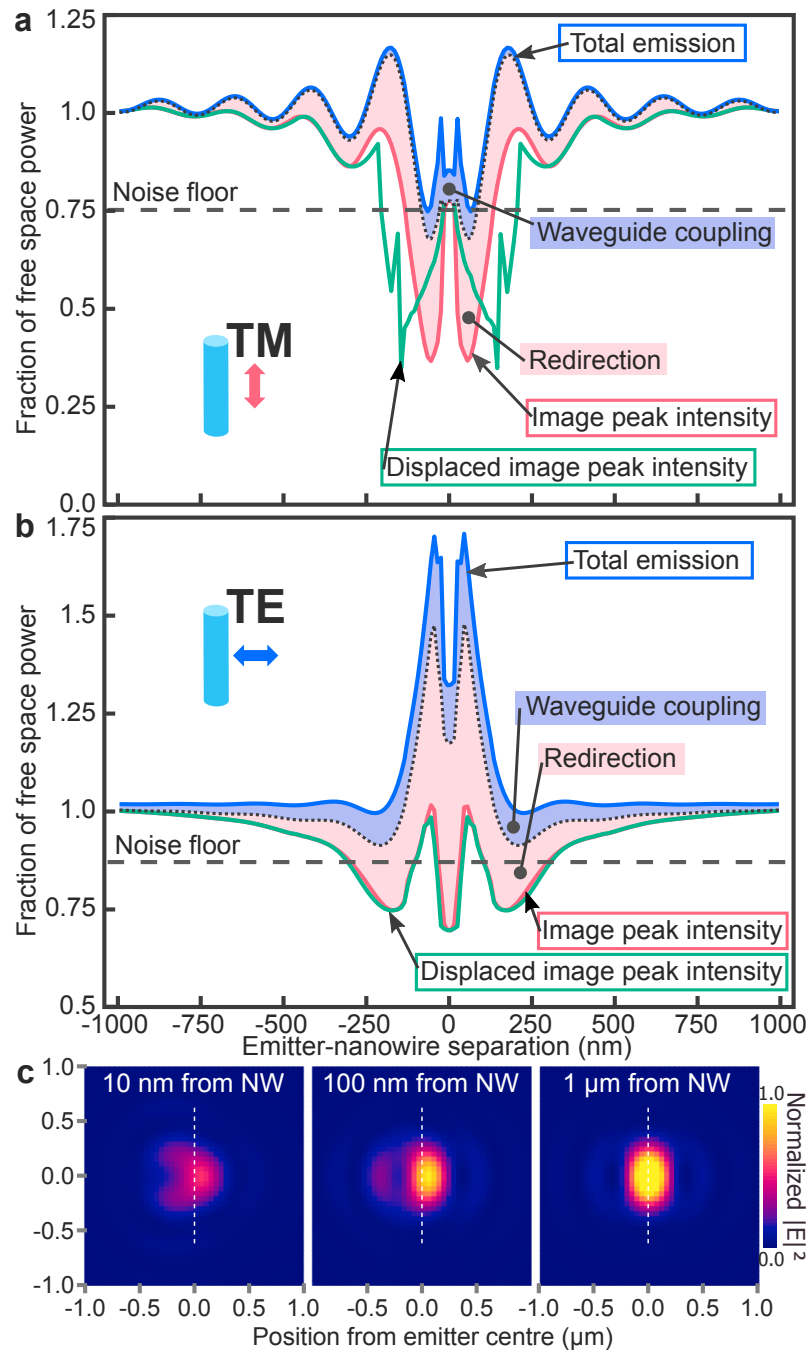 a
1.25
1.0
0.75
0.5
0.25
0.0
Fraction of free space power
Total emission
Noise floor
Waveguide coupling
TM
Redirection
Image peak intensity
Displaced image peak intensity
b
1.75
1.5
1.25
1.0
0.75
0.5
Fraction of free space power
Total emission
TE
Waveguide coupling
Redirection
Noise floor
Image peak intensity
Displaced image peak intensity
-1000 -750 -500 -250 0 250 500 750 1000
Emitter-nanowire separation (nm)
c
1.0
0.5
0.0
-0.5
-1.0
10 nm from NW
100 nm from NW
1 µm from NW
1.0
0.0
Normalized |E|²
-1.0 -0.5 0.0 0.5 1.0 -0.5 0.0 0.5 -1.0 -0.5 0.0 0.5 1.0
Position from emitter centre (µm)